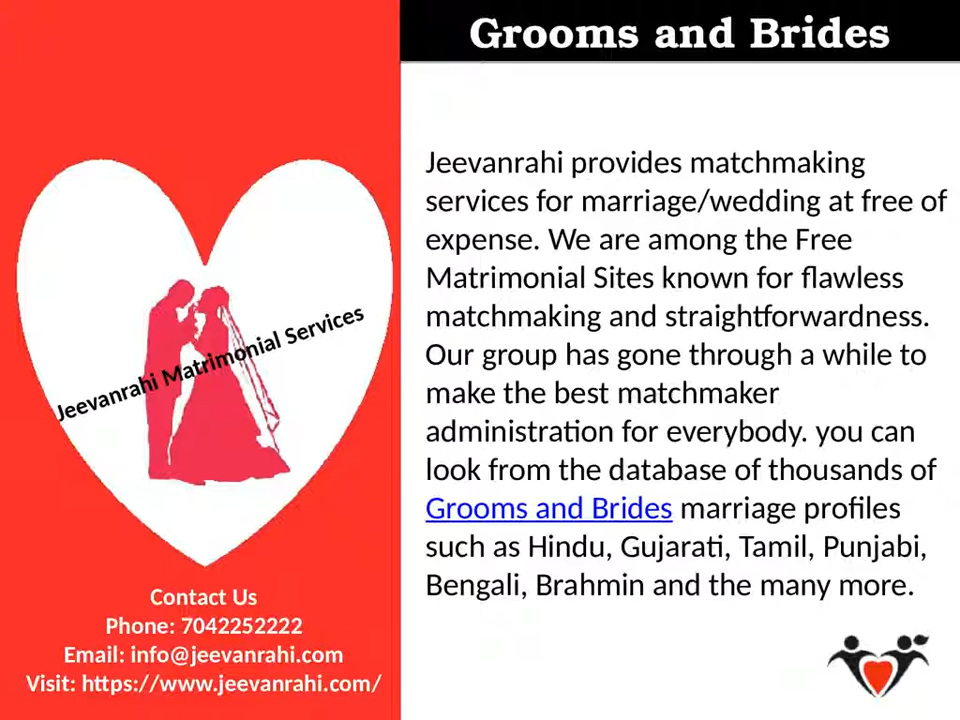 Grooms and Brides
Jeevanrahi provides matchmaking
services for marriage/wedding at free of
expense. We are among the Free
Matrimonial Sites known for flawless
matchmaking and straightforwardness.
Our group has gone through a while to
make the best matchmaker
administration for everybody. you can
look from the database of thousands of
Grooms and Brides marriage profiles
such as Hindu, Gujarati, Tamil, Punjabi,
Bengali, Brahmin and the many more.
Jeevanrahi Matrimonial Services
Contact Us
Phone: 7042252222
Email: info@jeevanrahi.com
Visit: https://www.jeevanrahi.com/